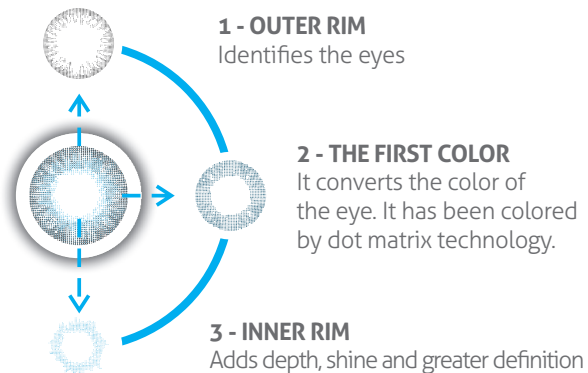 1 - OUTER RIM
Identifies the eyes
2 - THE FIRST COLOR
It converts the color of
the eye. It has been colored
by dot matrix technology.
3 - INNER RIM
Adds depth, shine and greater definition